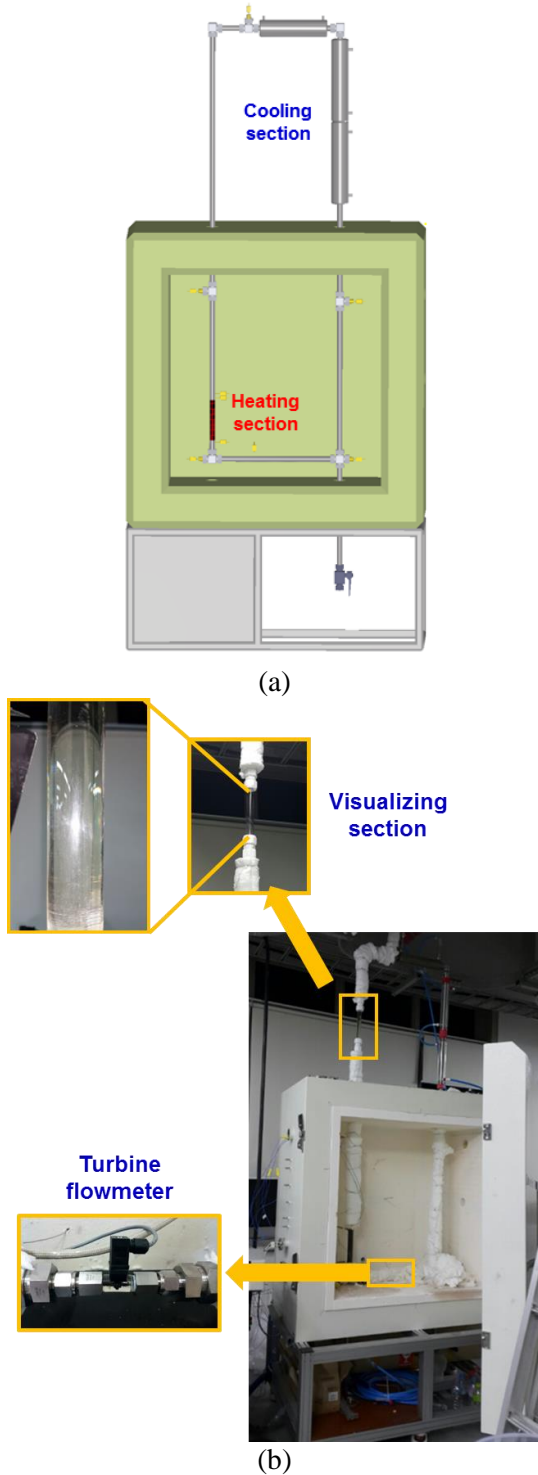 Cooling
section
Heating
section
(a)
Visualizing
section
Turbine
flowmeter
(b)